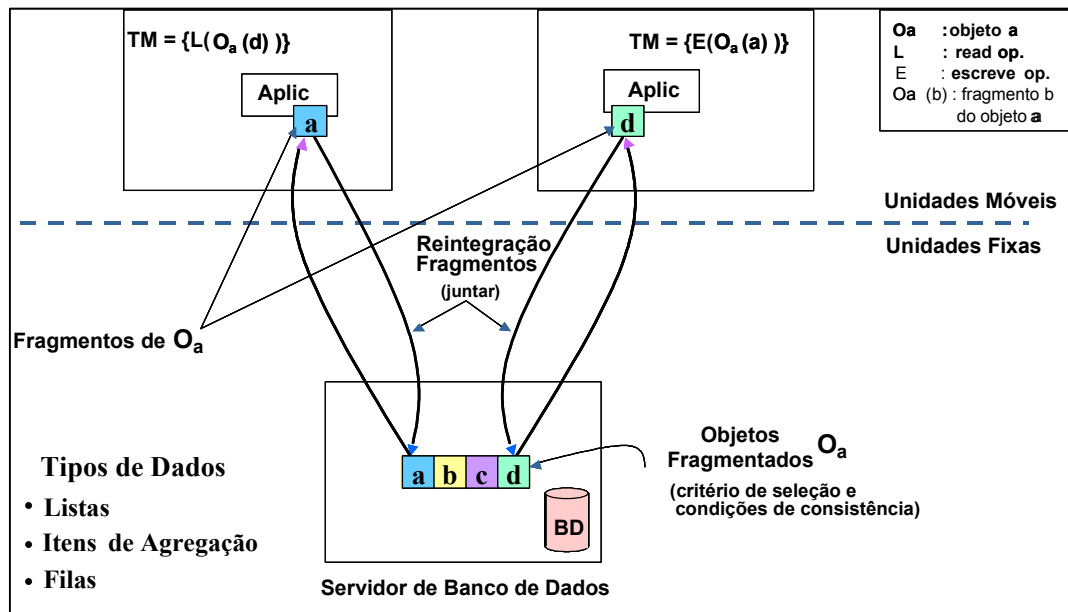 TM = {L( Oa (d) )}
Aplic
a
TM = {E(Oa (a) )}
Aplic
d
Oa : objeto a
L : read op.
E : escreve op.
Oa (b) : fragmento b
do objeto a
Unidades Móveis
Unidades Fixas
Reintegração
Fragmentos
(juntar)
Fragmentos de Oa
a b c d
BD
Servidor de Banco de Dados
Objetos
Fragmentados Oa
(critério de seleção e
condições de consistência)
Tipos de Dados
• Listas
• Itens de Agregação
• Filas